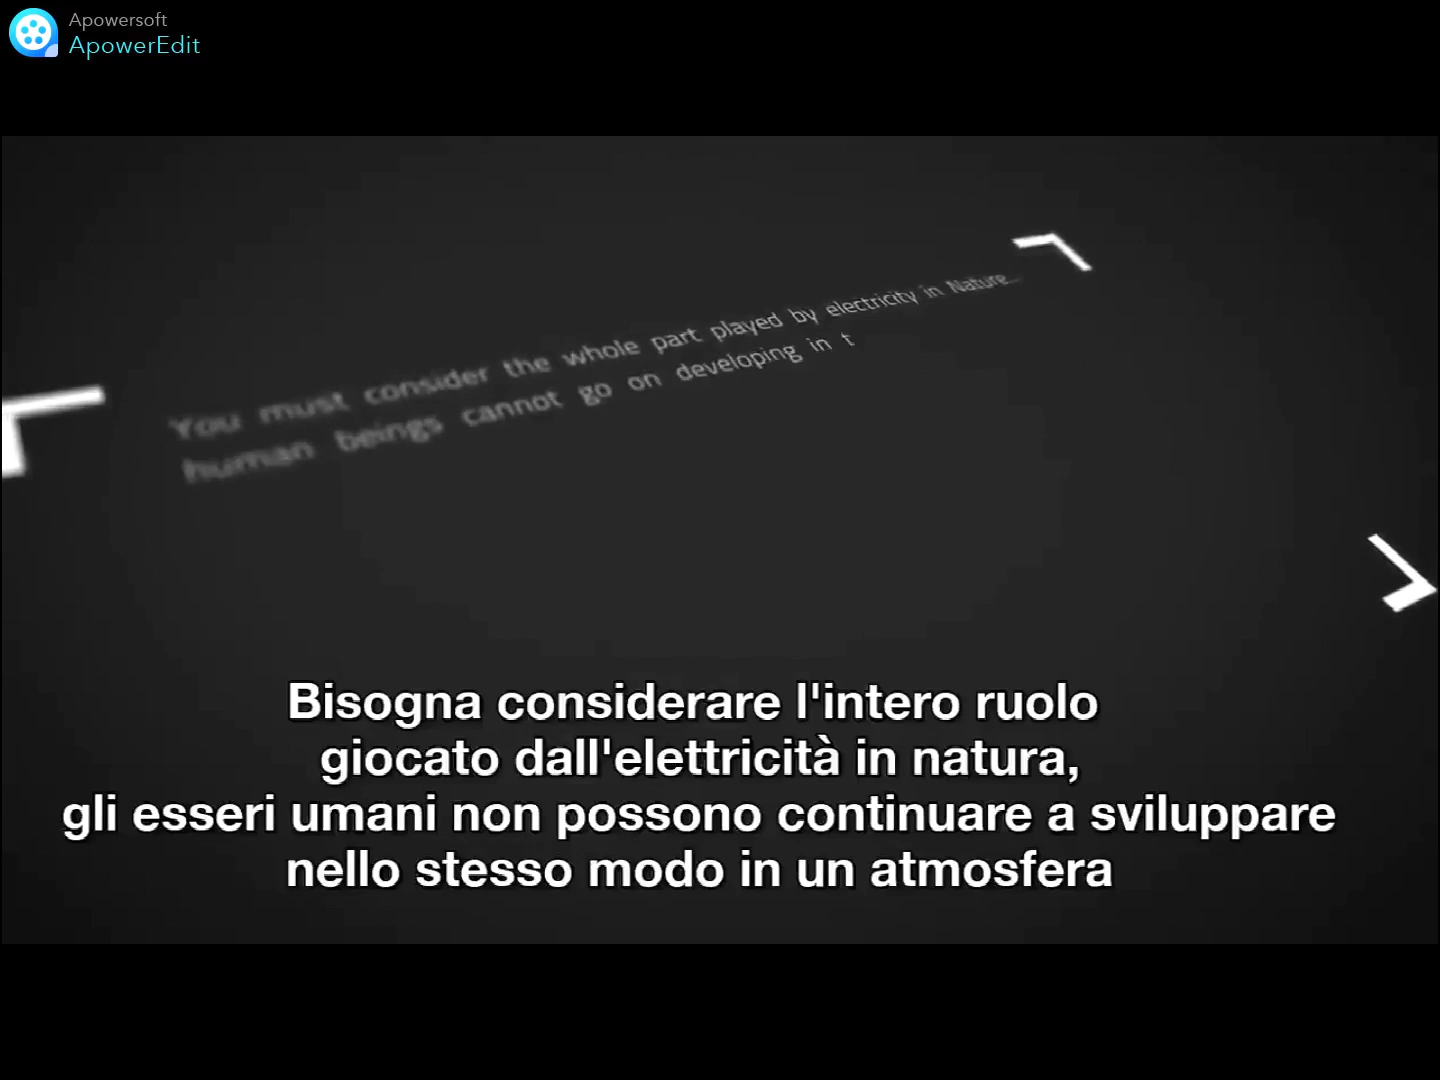 Apowersoft
ApowerEdit
You must consider the whole part played by electricity in Nature...
human beings cannot go on developing in t
Bisogna considerare l'intero ruolo
giocato dall'elettricità in natura,
gli esseri umani non possono continuare a sviluppare
nello stesso modo in un atmosfera